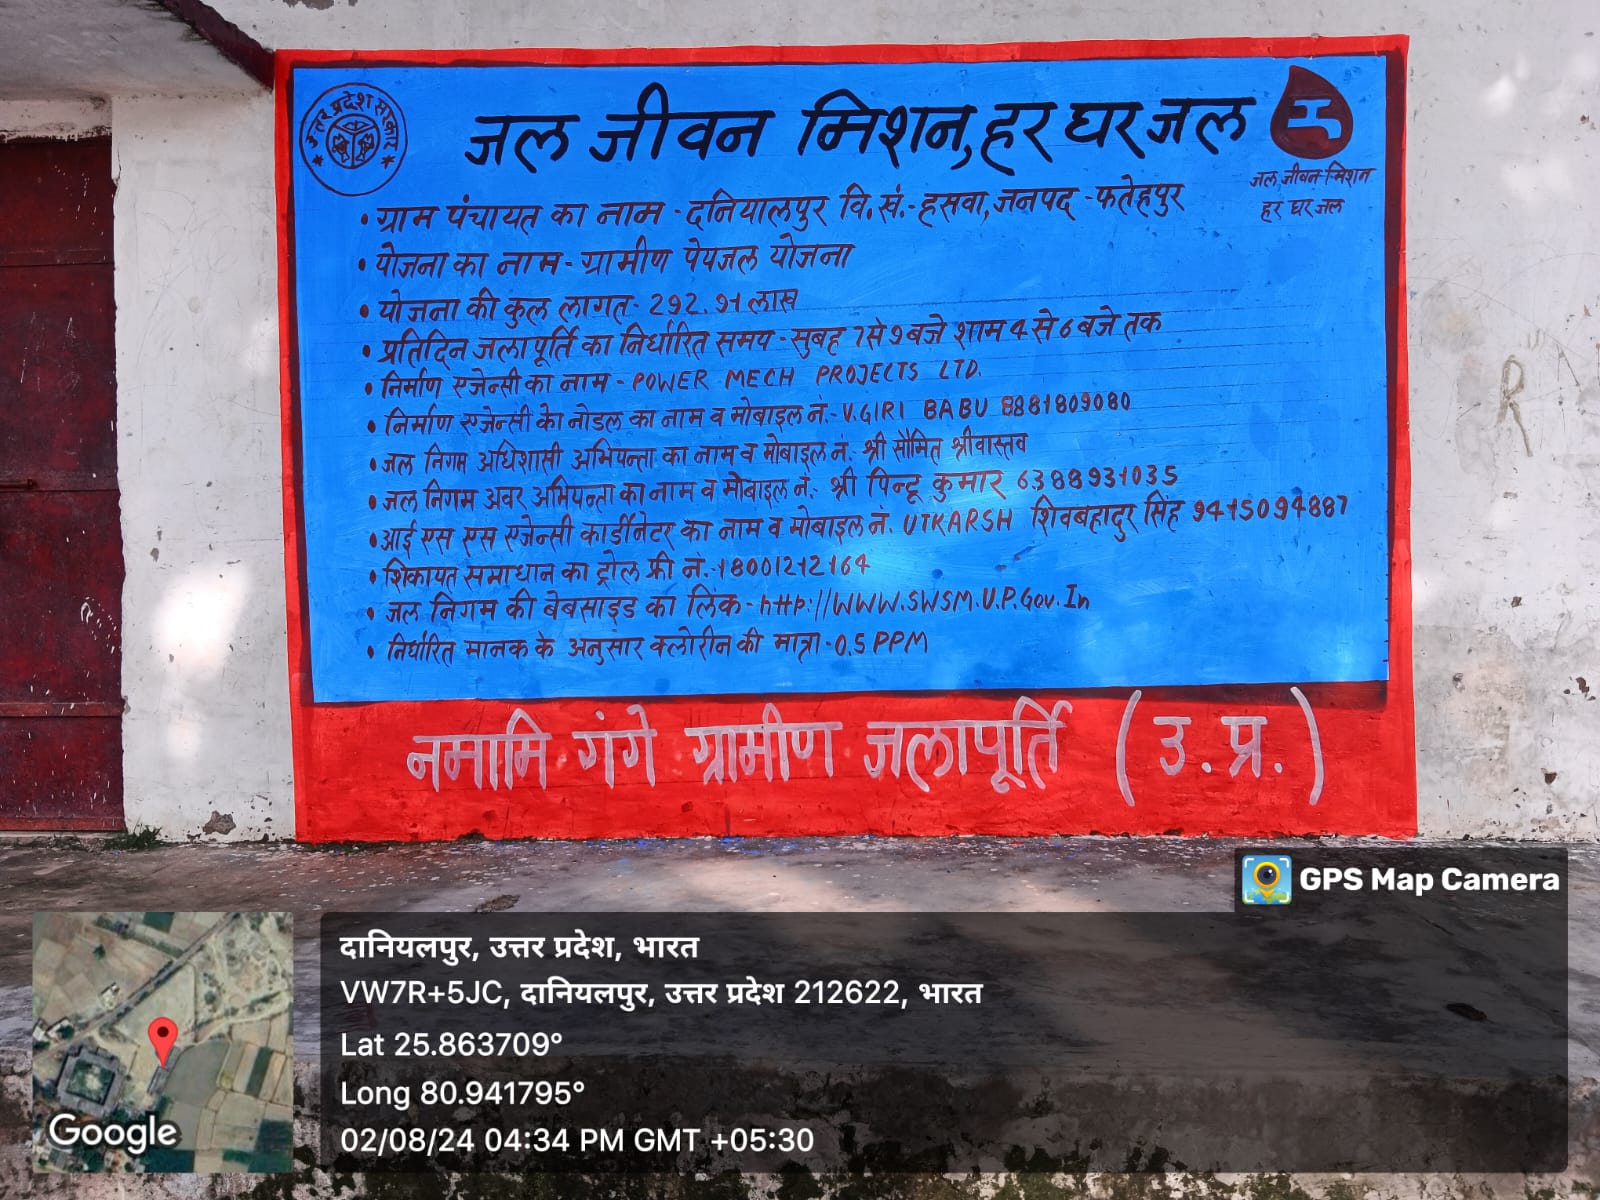 उत्तर प्रदेश सरकार
जल जीवन मिशन, हर घर जल
जल जीवन मिशन
हर घर जल
• ग्राम पंचायत का नाम - दनियालपुर वि.खं.- हसवा, जनपद - फतेहपुर
• योजना का नाम - ग्रामीण पेयजल योजना
• योजना की कुल लागत - 292.91 लाख
• प्रतिदिन जलापूर्ति का निर्धारित समय - सुबह 7 से 9 बजे शाम 4 से 6 बजे तक
• निर्माण एजेन्सी का नाम - POWER MECH PROJECTS LTD.
• निर्माण एजेन्सी के नोडल का नाम व मोबाइल नं.- V.GIRI BABU 8881809080
• जल निगम अधिशासी अभियन्ता का नाम व मोबाइल नं.- श्री सौमित श्रीवास्तव
• जल निगम अवर अभियन्ता का नाम व मोबाइल नं.- श्री पिन्टू कुमार 6388931035
• आई एस एस एजेन्सी कार्डीनेटर का नाम व मोबाइल नं. UTKARSH शिवबहादुर सिंह 9415094887
• शिकायत समाधान का ट्रोल फ्री नं.- 18001212164
• जल निगम की बेबसाइड का लिंक - http://WWW.SWSM.U.P.Gov.In
• निर्धारित मानक के अनुसार क्लोरीन की मात्रा - 0.5 PPM
नमामि गंगे ग्रामीण जलापूर्ति (उ.प्र.)
GPS Map Camera
दानियलपुर, उत्तर प्रदेश, भारत
VW7R+5JC, दानियलपुर, उत्तर प्रदेश 212622, भारत
Lat 25.863709°
Long 80.941795°
02/08/24 04:34 PM GMT +05:30
Google
R